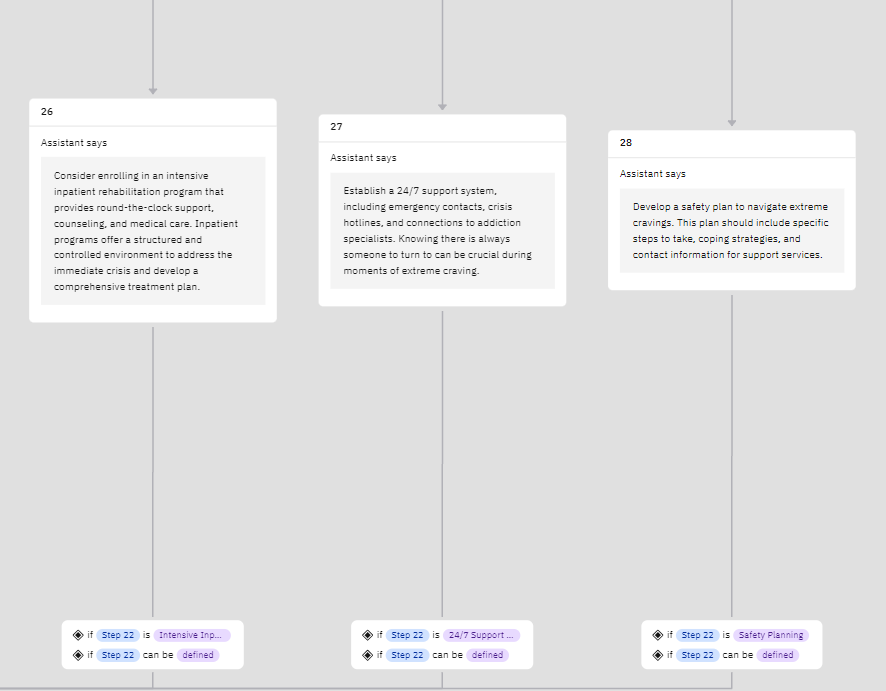 26
Assistant says
Consider enrolling in an intensive
inpatient rehabilitation program that
provides round-the-clock support,
counseling, and medical care. Inpatient
programs offer a structured and
controlled environment to address the
immediate crisis and develop a
comprehensive treatment plan.
27
Assistant says
Establish a 24/7 support system,
including emergency contacts, crisis
hotlines, and connections to addiction
specialists. Knowing there is always
someone to turn to can be crucial during
moments of extreme craving.
28
Assistant says
Develop a safety plan to navigate extreme
cravings. This plan should include specific
steps to take, coping strategies, and
contact information for support services.
if Step 22 is Intensive Inp...
if Step 22 can be defined
if Step 22 is 24/7 Support ...
if Step 22 can be defined
if Step 22 is Safety Planning
if Step 22 can be defined